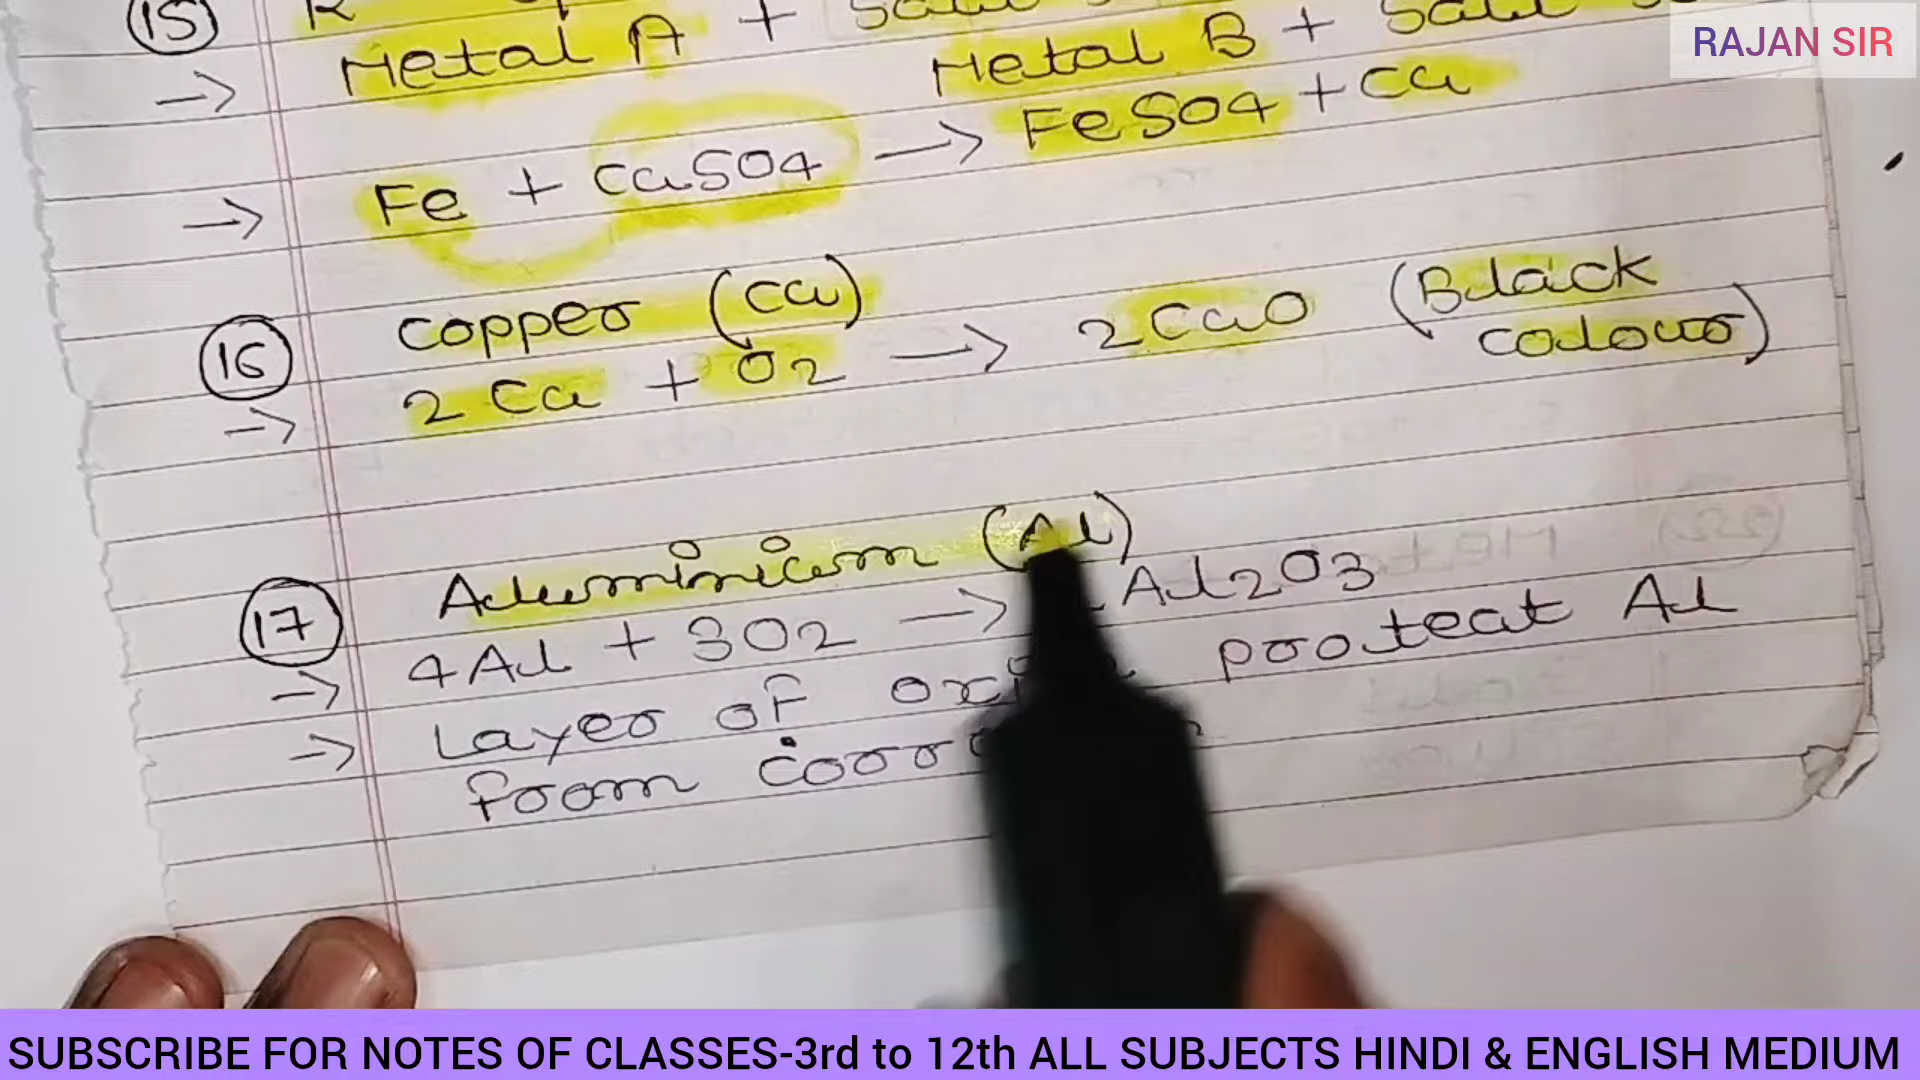 RAJAN SIR
(15)
→ Metal A +
Metal B +
→ Fe + CuSO4 → FeSO4 + Cu
(16) Copper (Cu)
→ 2Cu + O2 → 2CuO (Black colour)
(17) Aluminium (Al)
→ 4Al + 3O2 → Al2O3
→ Layer of protect Al
from
SUBSCRIBE FOR NOTES OF CLASSES-3rd to 12th ALL SUBJECTS HINDI & ENGLISH MEDIUM